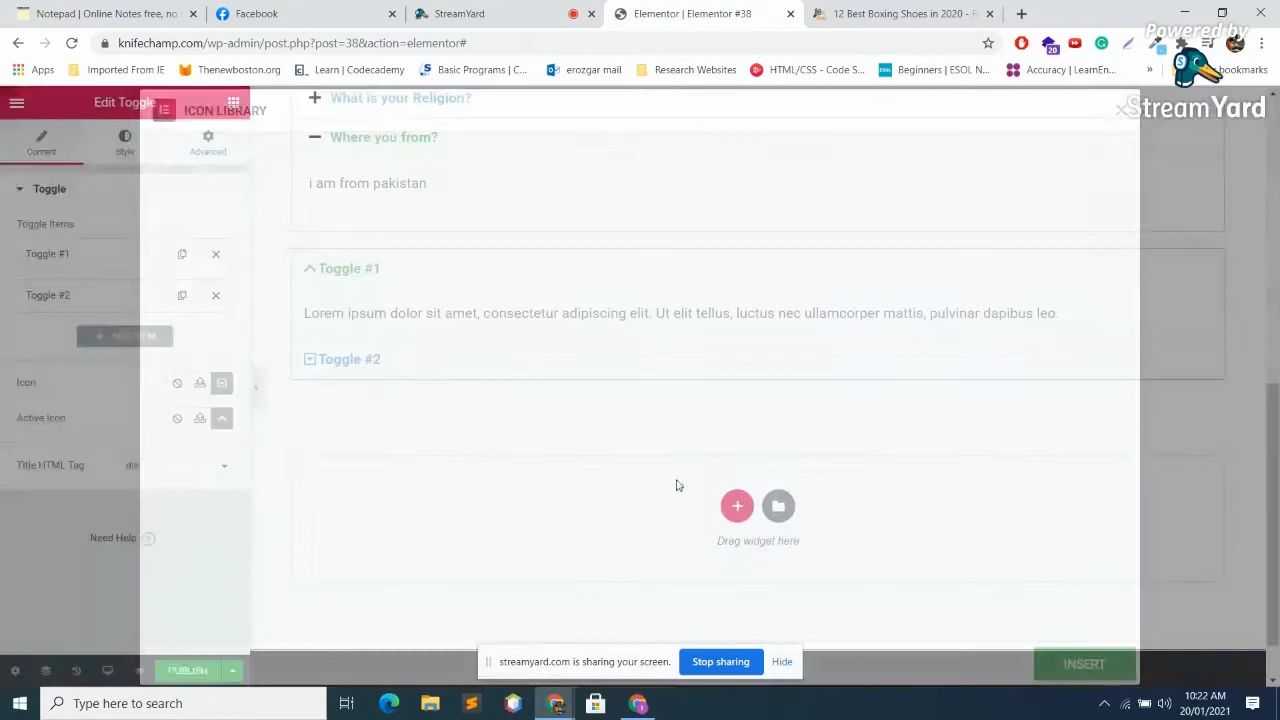 Notepad | Online Notes free, no
Facebook
StreamYard
Elementor | Elementor #38
12 Best Boxing Shoes in 2020 - R
knifechamp.com/wp-admin/post.php?post=38&action=elementor#
Powered by
StreamYard
Apps
Imported From IE
Thenewboston.org
Learn | Codecademy
Basic Programs | C...
erozgar mail
Research Websites
HTML/CSS - Code S...
Beginners | ESOL N...
Accuracy | LearnEn...
»
bookmarks
20
Edit Toggle
ICON LIBRARY
Content
Style
Advanced
Toggle
Toggle Items
Toggle #1
Toggle #2
Icon
Active Icon
Title HTML Tag
Need Help
PUBLISH
What is your Religion?
Where you from?
i am from pakistan
Toggle #1
Lorem ipsum dolor sit amet, consectetur adipiscing elit. Ut elit tellus, luctus nec ullamcorper mattis, pulvinar dapibus leo.
Toggle #2
Drag widget here
streamyard.com is sharing your screen.
Stop sharing
Hide
INSERT
Type here to search
10:22 AM
20/01/2021